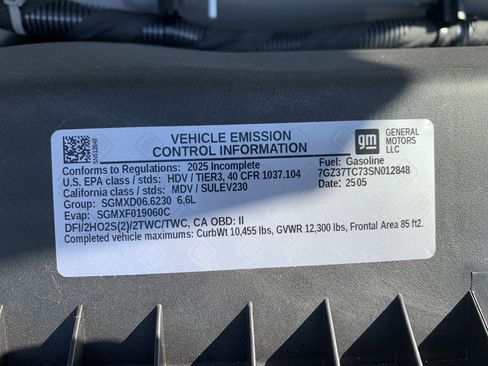 SN012848
VEHICLE EMISSION
CONTROL INFORMATION
gm
GENERAL
MOTORS
LLC
Conforms to Regulations: 2025 Incomplete
Fuel: Gasoline
U.S. EPA class / stds: HDV / TIER3, 40 CFR 1037.104
7GZ37TC73SN012848
California class / stds: MDV / SULEV230
2505
Group: SGMXD06.6230 6.6L
Evap: SGMXF019060C
DFI/2HO2S(2)/2TWC/TWC, CA OBD: II
Completed vehicle maximums: CurbWt 10,455 lbs, GVWR 12,300 lbs, Frontal Area 85 ft2.